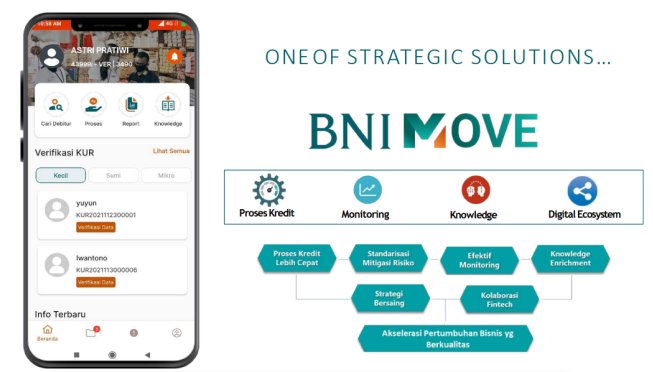 10:58 AM
4G
ASTRI PRATIWI
43999 - VER | 3490
Cari Debitur
Proses
Report
Knowledge
Verifikasi KUR
Lihat Semua
Kecil
Sumi
Mikro
yuyun
KUR2021112300001
Verifikasi Data
Iwantono
KUR2021113000006
Verifikasi Data
Info Terbaru
Beranda
ONE OF STRATEGIC SOLUTIONS...
BNI MOVE
Proses Kredit
Monitoring
Knowledge
Digital Ecosystem
Proses Kredit
Lebih Cepat
Standarisasi
Mitigasi Risiko
Efektif
Monitoring
Knowledge
Enrichment
Strategi
Bersaing
Kolaborasi
Fintech
Akselerasi Pertumbuhan Bisnis yg
Berkualitas